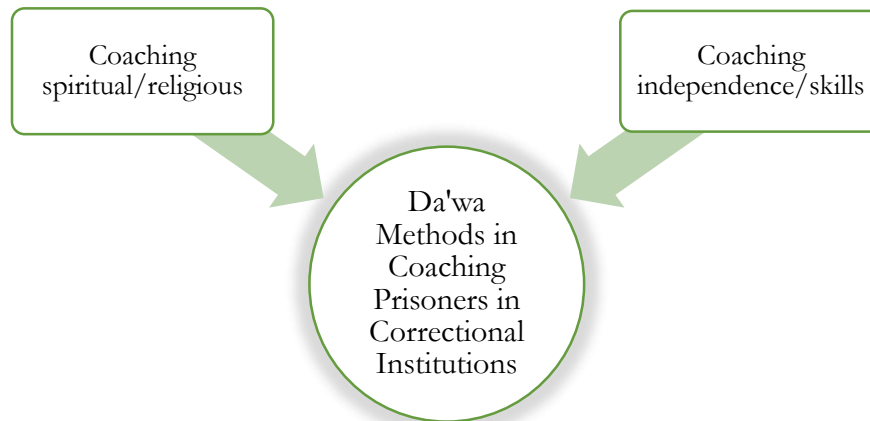 Coaching
spiritual/religious
Coaching
independence/skills
Da'wa
Methods in
Coaching
Prisoners in
Correctional
Institutions